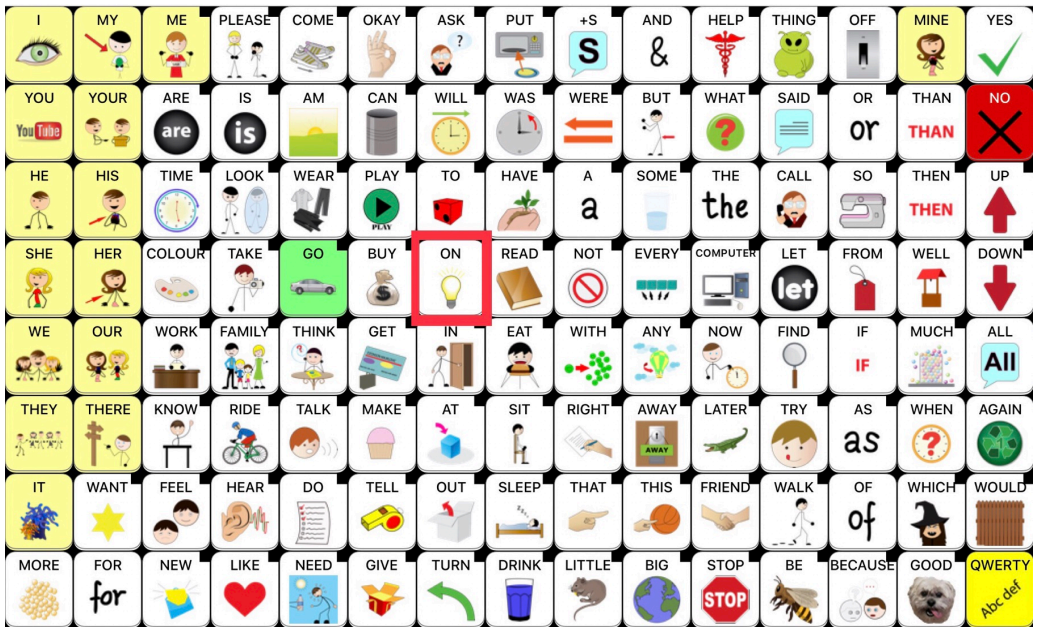 I MY ME PLEASE COME OKAY ASK PUT +S AND HELP THING OFF MINE YES
? S &
YOU YOUR ARE IS AM CAN WILL WAS WERE BUT WHAT SAID OR THAN NO
You Tube are is ? or THAN
HE HIS TIME LOOK WEAR PLAY TO HAVE A SOME THE CALL SO THEN UP
PLAY a the THEN
SHE HER COLOUR TAKE GO BUY ON READ NOT EVERY COMPUTER LET FROM WELL DOWN
$ let
WE OUR WORK FAMILY THINK GET IN EAT WITH ANY NOW FIND IF MUCH ALL
IF All
THEY THERE KNOW RIDE TALK MAKE AT SIT RIGHT AWAY LATER TRY AS WHEN AGAIN
AWAY as ? 1
IT WANT FEEL HEAR DO TELL OUT SLEEP THAT THIS FRIEND WALK OF WHICH WOULD
of
MORE FOR NEW LIKE NEED GIVE TURN DRINK LITTLE BIG STOP BE BECAUSE GOOD QWERTY
for STOP Abc def